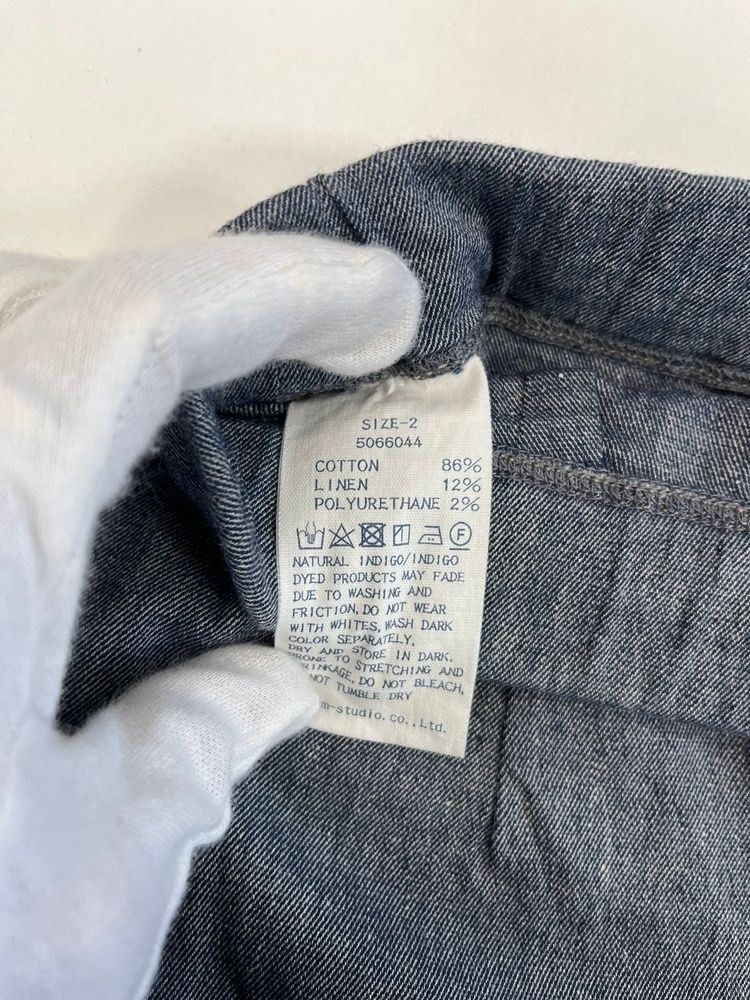 SIZE-2
5066044
COTTON 86%
LINEN 12%
POLYURETHANE 2%
NATURAL INDIGO/INDIGO
DYED PRODUCTS MAY FADE
DUE TO WASHING AND
FRICTION, DO NOT WEAR
WITH WHITES, WASH DARK
COLOR SEPARATELY,
DRY AND STORE IN DARK,
TO STRETCHING AND
DO NOT BLEACH,
NOT TUMBLE DRY
m-studio.co.,Ltd.